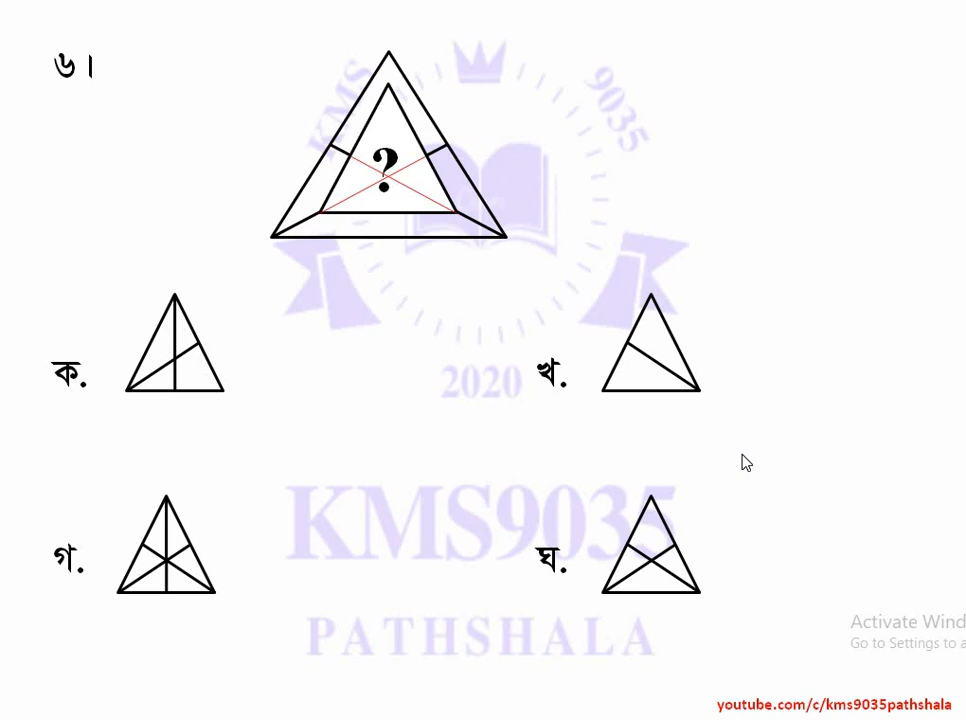 ৬।
KMS 9035
?
ক.
খ.
2020
গ.
ঘ.
KMS9035
PATHSHALA
Activate Wind
Go to Settings to a
youtube.com/c/kms9035pathshala